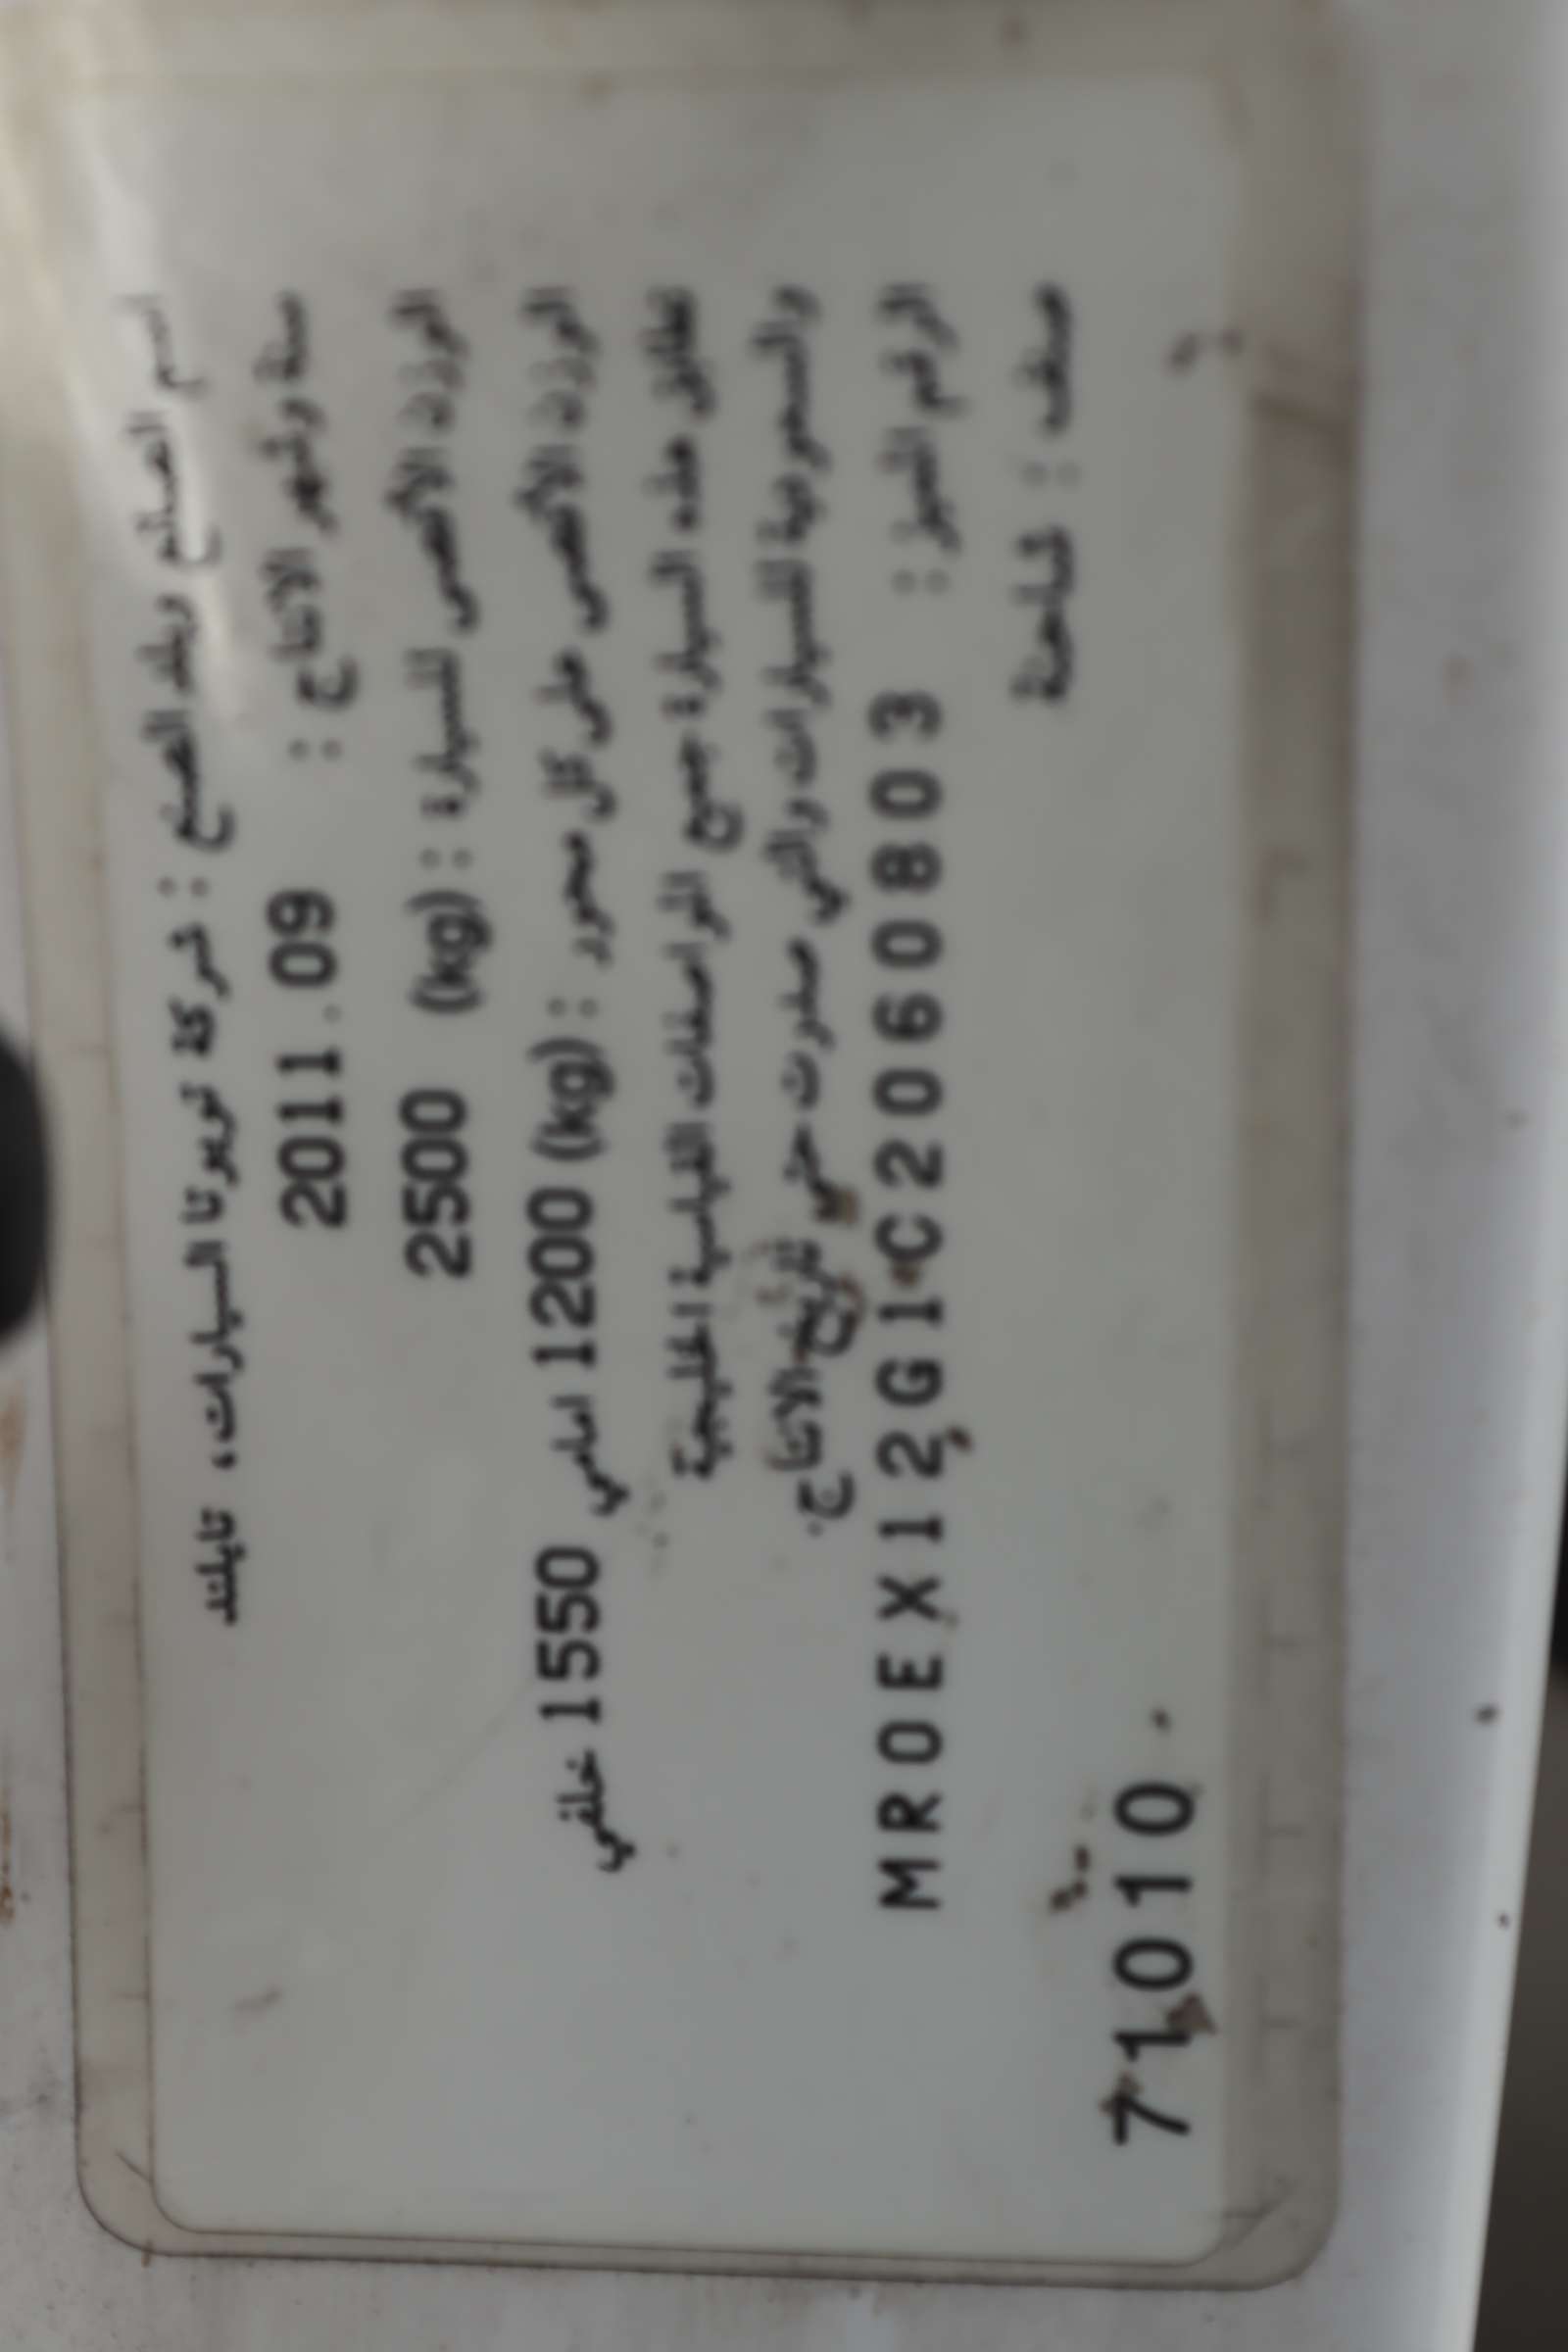 اسم الصانع وبلد الصنع : شركة تويوتا السيارات، تايلند
سنة وشهر الانتاج : 2011.09
الوزن الأقصى للسيارة : (kg) 2500
الوزن الأقصى على كل محور : (kg) 1200 امامي 1550 خلفي
تطابق هذه السيارة جميع المواصفات القياسية الخليجية
والسعودية للسيارات والتي صدرت حتى تاريخ الانتاج.
الرقم المميز : MR0EX12G1C2060803
صنف : شاحنة
71010